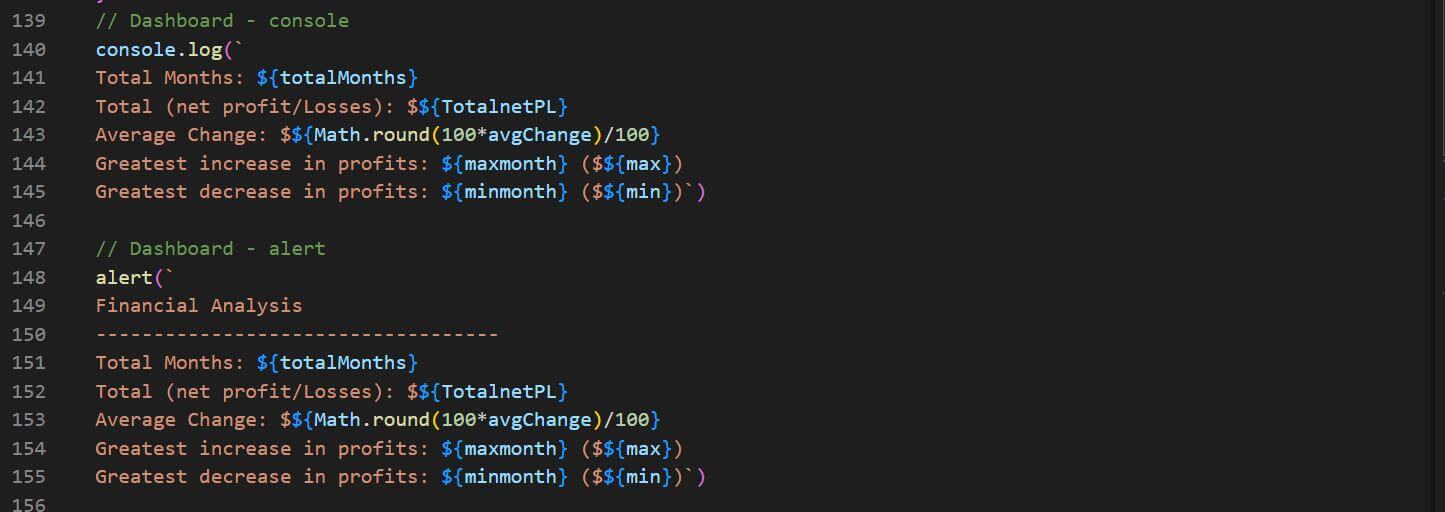 139 // Dashboard - console
140 console.log(`
141 Total Months: ${totalMonths}
142 Total (net profit/Losses): $${TotalnetPL}
143 Average Change: $${Math.round(100*avgChange)/100}
144 Greatest increase in profits: ${maxmonth} ($${max})
145 Greatest decrease in profits: ${minmonth} ($${min})`)
146
147 // Dashboard - alert
148 alert(`
149 Financial Analysis
150 -----------------------------------
151 Total Months: ${totalMonths}
152 Total (net profit/Losses): $${TotalnetPL}
153 Average Change: $${Math.round(100*avgChange)/100}
154 Greatest increase in profits: ${maxmonth} ($${max})
155 Greatest decrease in profits: ${minmonth} ($${min})`)
156